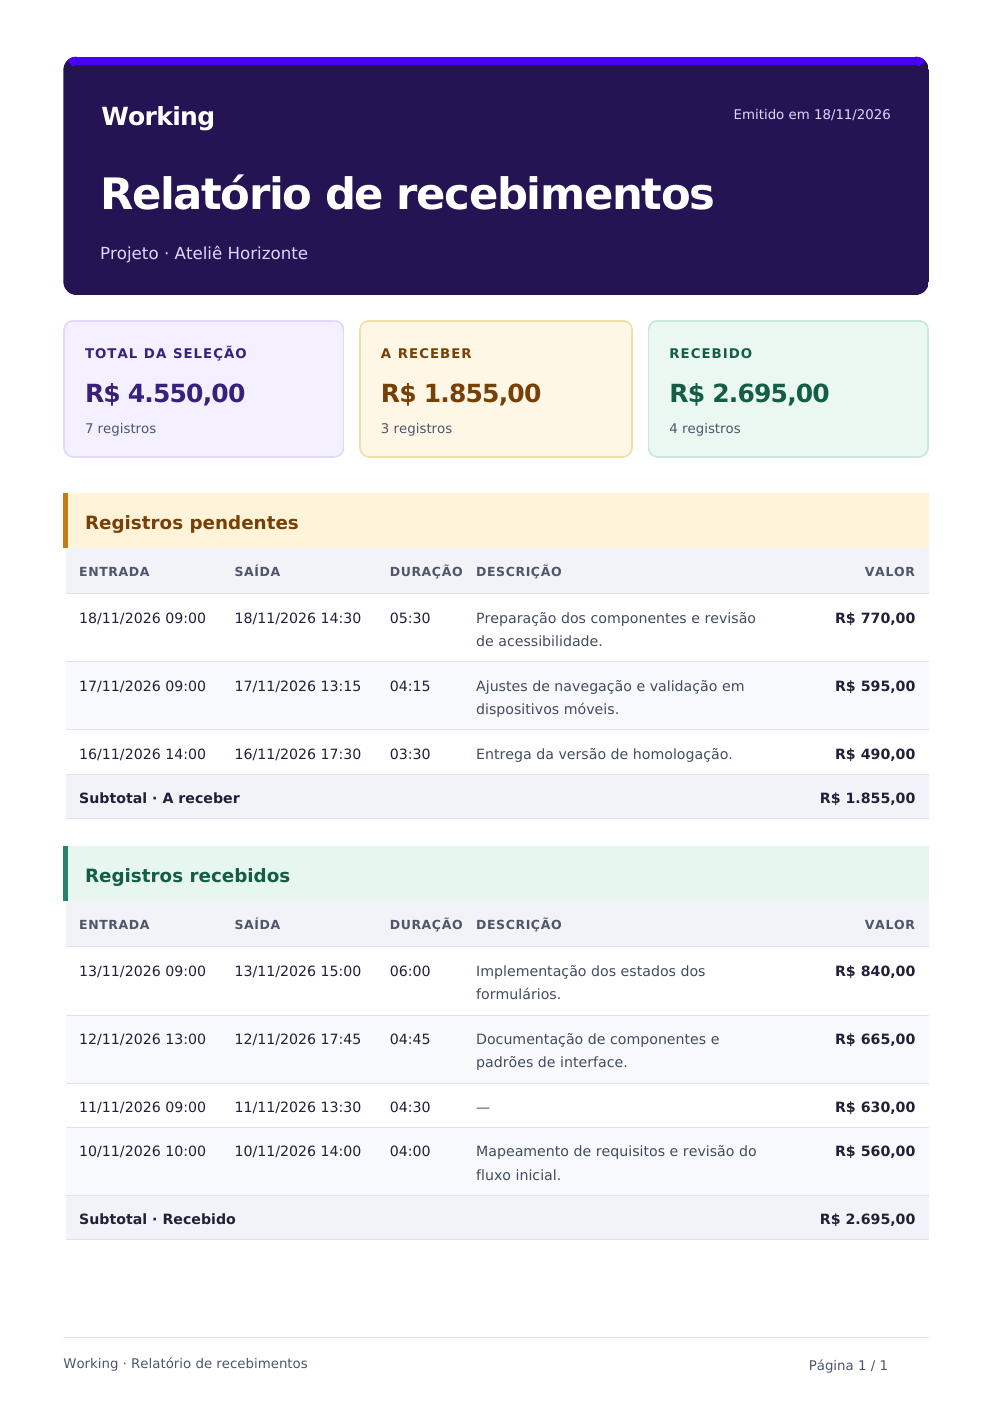 Working
Emitido em 18/11/2026
Relatório de recebimentos
Projeto · Ateliê Horizonte
TOTAL DA SELEÇÃO
R$ 4.550,00
7 registros
A RECEBER
R$ 1.855,00
3 registros
RECEBIDO
R$ 2.695,00
4 registros
Registros pendentes
ENTRADA SAÍDA DURAÇÃO DESCRIÇÃO VALOR
18/11/2026 09:00 18/11/2026 14:30 05:30 Preparação dos componentes e revisão R$ 770,00
de acessibilidade.
17/11/2026 09:00 17/11/2026 13:15 04:15 Ajustes de navegação e validação em R$ 595,00
dispositivos móveis.
16/11/2026 14:00 16/11/2026 17:30 03:30 Entrega da versão de homologação. R$ 490,00
Subtotal · A receber R$ 1.855,00
Registros recebidos
ENTRADA SAÍDA DURAÇÃO DESCRIÇÃO VALOR
13/11/2026 09:00 13/11/2026 15:00 06:00 Implementação dos estados dos R$ 840,00
formulários.
12/11/2026 13:00 12/11/2026 17:45 04:45 Documentação de componentes e R$ 665,00
padrões de interface.
11/11/2026 09:00 11/11/2026 13:30 04:30 — R$ 630,00
10/11/2026 10:00 10/11/2026 14:00 04:00 Mapeamento de requisitos e revisão do R$ 560,00
fluxo inicial.
Subtotal · Recebido R$ 2.695,00
Working · Relatório de recebimentos
Página 1 / 1